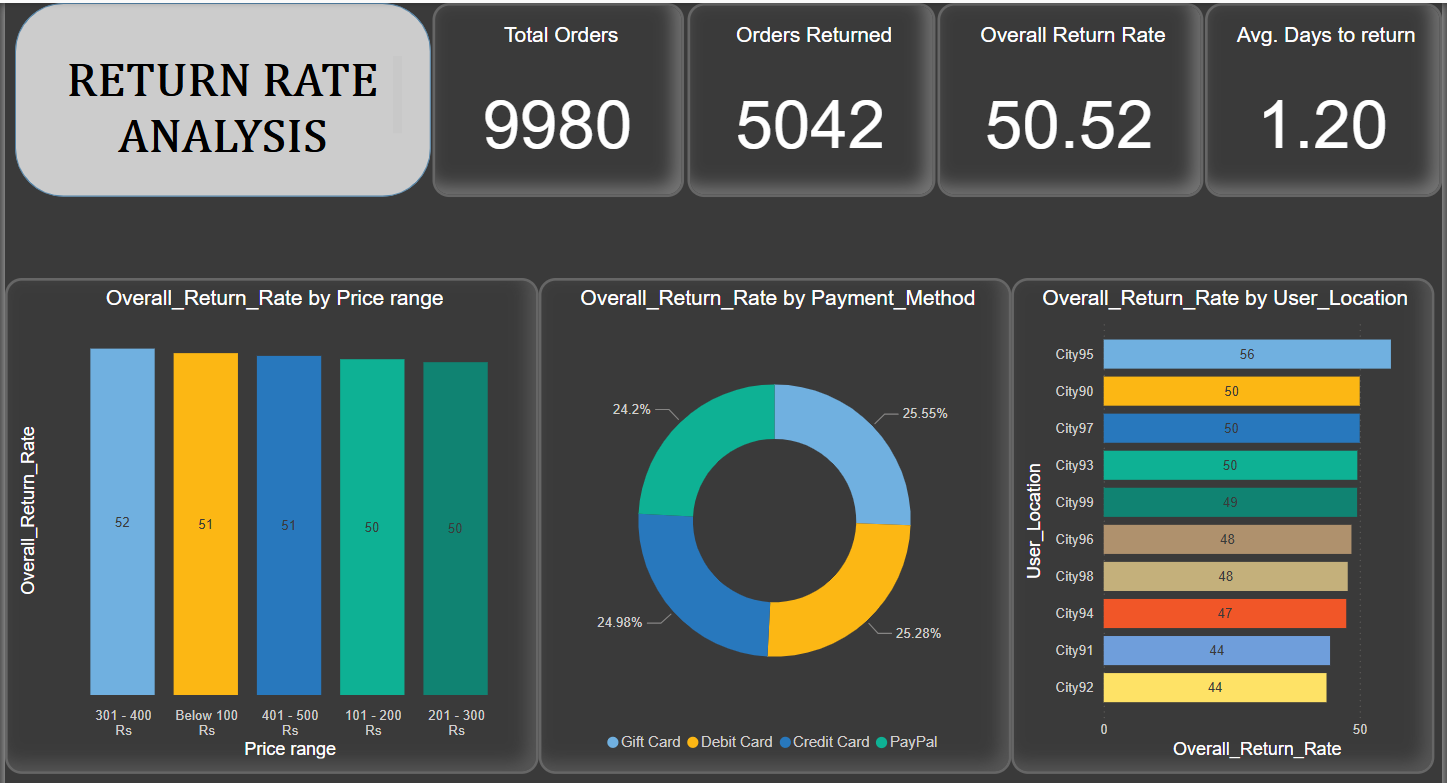 RETURN RATE
ANALYSIS
Total Orders
9980
Orders Returned
5042
Overall Return Rate
50.52
Avg. Days to return
1.20
Overall_Return_Rate by Price range
Overall_Return_Rate
52
51
51
50
50
301 - 400
Rs
Below 100
Rs
401 - 500
Rs
101 - 200
Rs
201 - 300
Rs
Price range
Overall_Return_Rate by Payment_Method
24.2%
25.55%
24.98%
25.28%
Gift Card Debit Card Credit Card PayPal
Overall_Return_Rate by User_Location
User_Location
City95 56
City90 50
City97 50
City93 50
City99 49
City96 48
City98 48
City94 47
City91 44
City92 44
0 50
Overall_Return_Rate